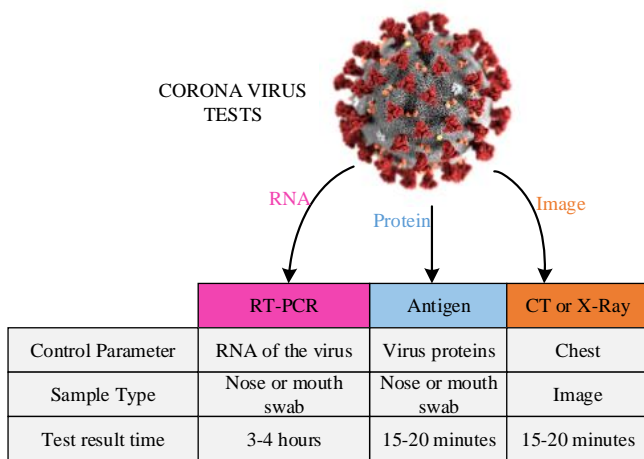 CORONA VIRUS
TESTS
RNA
Protein
Image
RT-PCR Antigen CT or X-Ray
Control Parameter RNA of the virus Virus proteins Chest
Sample Type Nose or mouth swab Nose or mouth swab Image
Test result time 3-4 hours 15-20 minutes 15-20 minutes